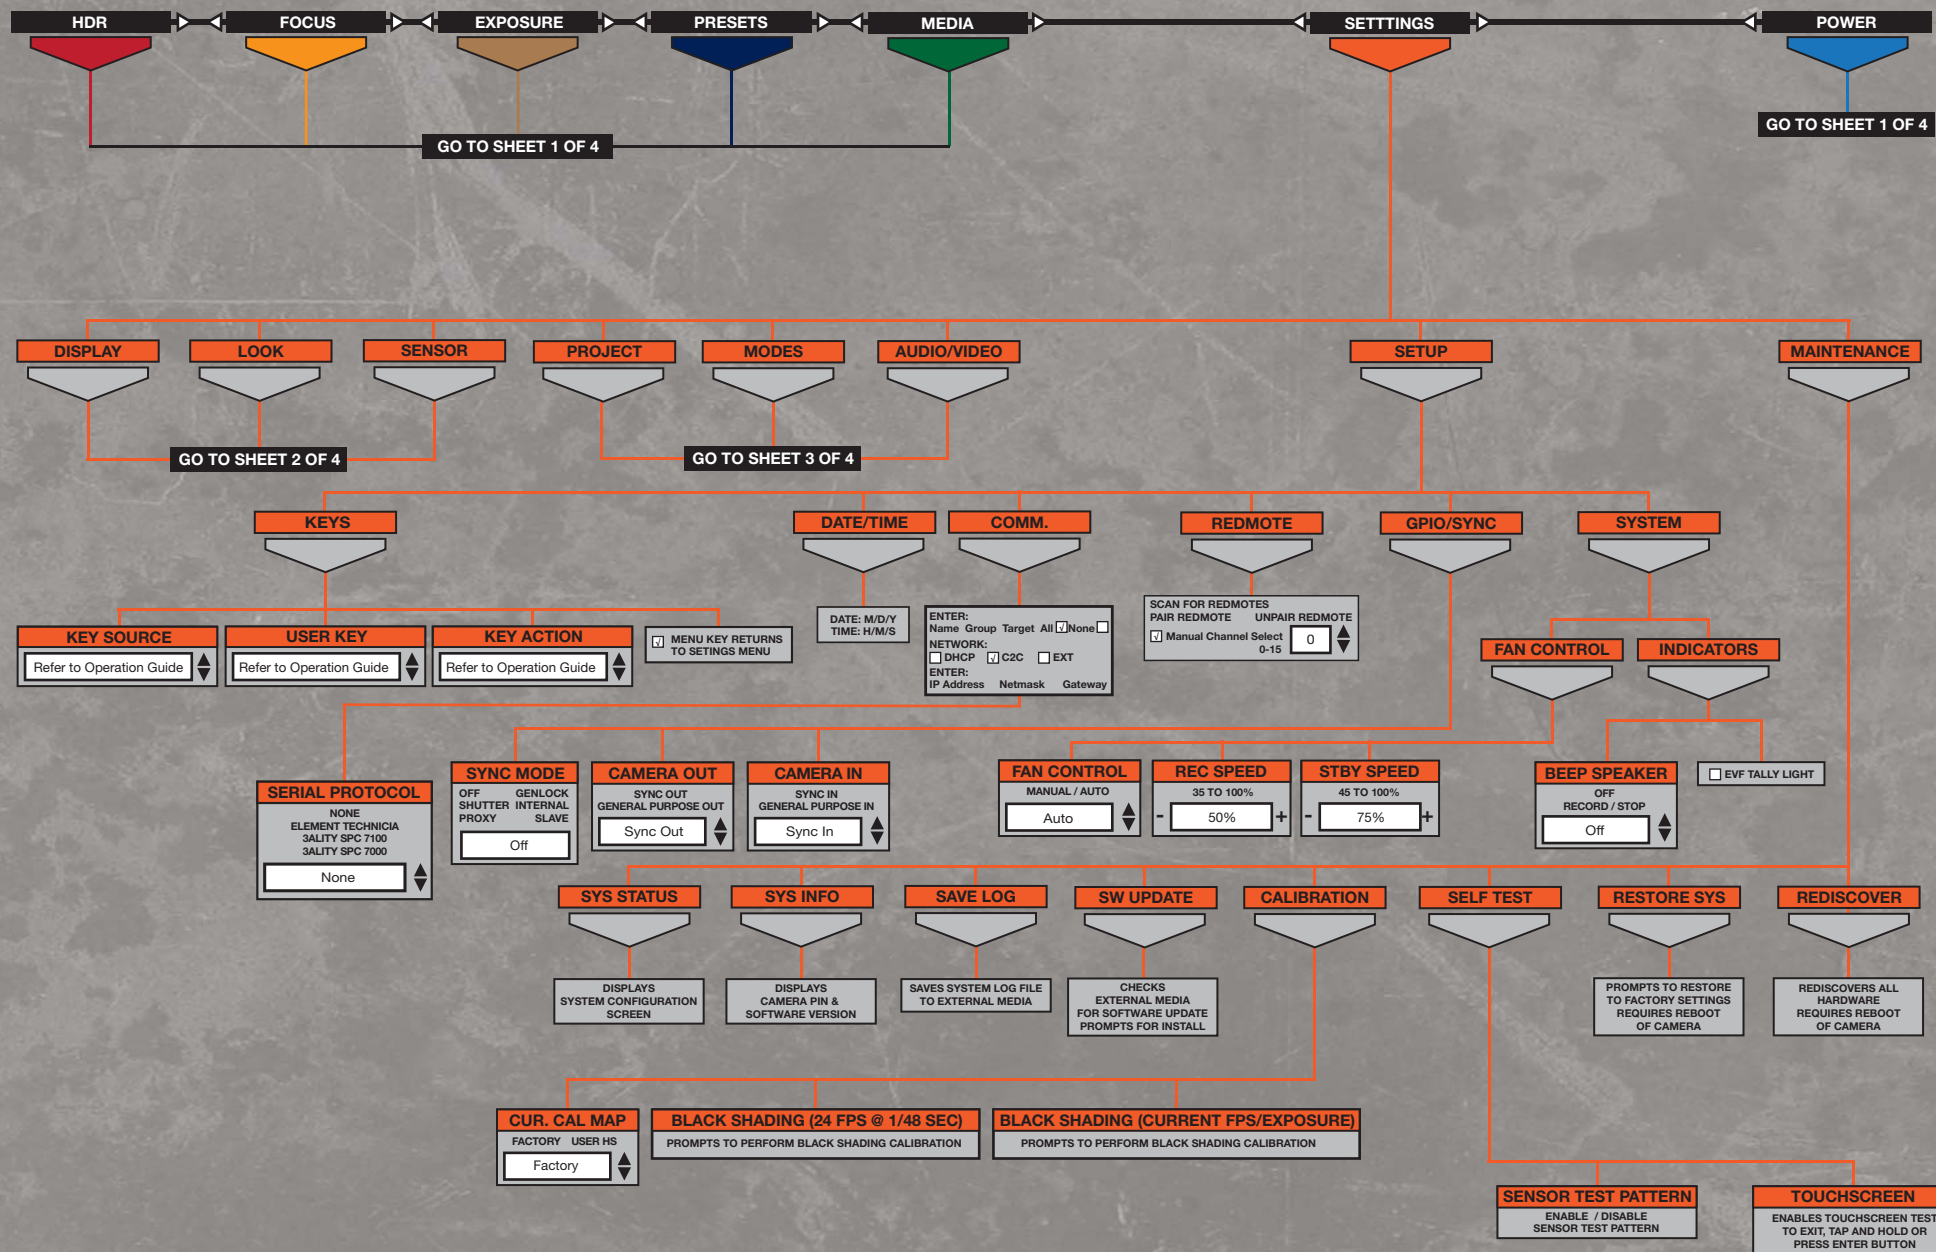 HDR
FOCUS
EXPOSURE
PRESETS
MEDIA
SETTTINGS
POWER
GO TO SHEET 1 OF 4
GO TO SHEET 1 OF 4
DISPLAY
LOOK
SENSOR
PROJECT
MODES
AUDIO/VIDEO
SETUP
MAINTENANCE
GO TO SHEET 2 OF 4
GO TO SHEET 3 OF 4
KEYS
DATE/TIME
COMM.
REDMOTE
GPIO/SYNC
SYSTEM
KEY SOURCE
Refer to Operation Guide
USER KEY
Refer to Operation Guide
KEY ACTION
Refer to Operation Guide
MENU KEY RETURNS
TO SETINGS MENU
DATE: M/D/Y
TIME: H/M/S
ENTER:
Name Group Target All √ None
NETWORK:
DHCP √ C2C EXT
ENTER:
IP Address Netmask Gateway
SCAN FOR REDMOTES
PAIR REDMOTE UNPAIR REDMOTE
√ Manual Channel Select
0-15
0
FAN CONTROL
INDICATORS
SERIAL PROTOCOL
NONE
ELEMENT TECHNICIA
3ALITY SPC 7100
3ALITY SPC 7000
None
SYNC MODE
OFF GENLOCK
SHUTTER INTERNAL
PROXY SLAVE
Off
CAMERA OUT
SYNC OUT
GENERAL PURPOSE OUT
Sync Out
CAMERA IN
SYNC IN
GENERAL PURPOSE IN
Sync In
FAN CONTROL
MANUAL / AUTO
Auto
REC SPEED
35 TO 100%
- 50% +
STBY SPEED
45 TO 100%
- 75% +
BEEP SPEAKER
OFF
RECORD / STOP
Off
EVF TALLY LIGHT
SYS STATUS
SYS INFO
SAVE LOG
SW UPDATE
CALIBRATION
SELF TEST
RESTORE SYS
REDISCOVER
DISPLAYS
SYSTEM CONFIGURATION
SCREEN
DISPLAYS
CAMERA PIN &
SOFTWARE VERSION
SAVES SYSTEM LOG FILE
TO EXTERNAL MEDIA
CHECKS
EXTERNAL MEDIA
FOR SOFTWARE UPDATE
PROMPTS FOR INSTALL
PROMPTS TO RESTORE
TO FACTORY SETTINGS
REQUIRES REBOOT
OF CAMERA
REDISCOVERS ALL
HARDWARE
REQUIRES REBOOT
OF CAMERA
CUR. CAL MAP
FACTORY USER HS
Factory
BLACK SHADING (24 FPS @ 1/48 SEC)
PROMPTS TO PERFORM BLACK SHADING CALIBRATION
BLACK SHADING (CURRENT FPS/EXPOSURE)
PROMPTS TO PERFORM BLACK SHADING CALIBRATION
SENSOR TEST PATTERN
ENABLE / DISABLE
SENSOR TEST PATTERN
TOUCHSCREEN
ENABLES TOUCHSCREEN TEST
TO EXIT, TAP AND HOLD OR
PRESS ENTER BUTTON